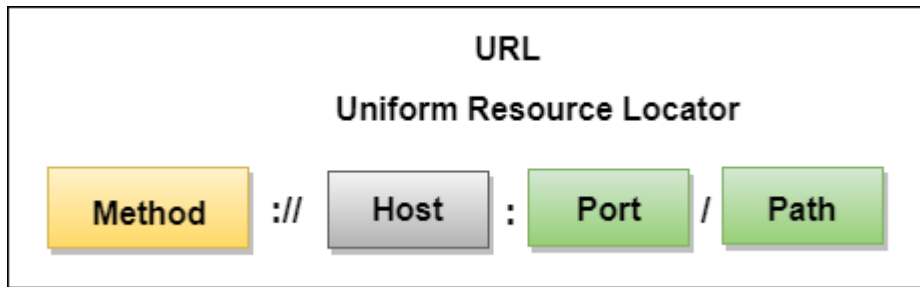 URL
Uniform Resource Locator
Method :// Host : Port / Path